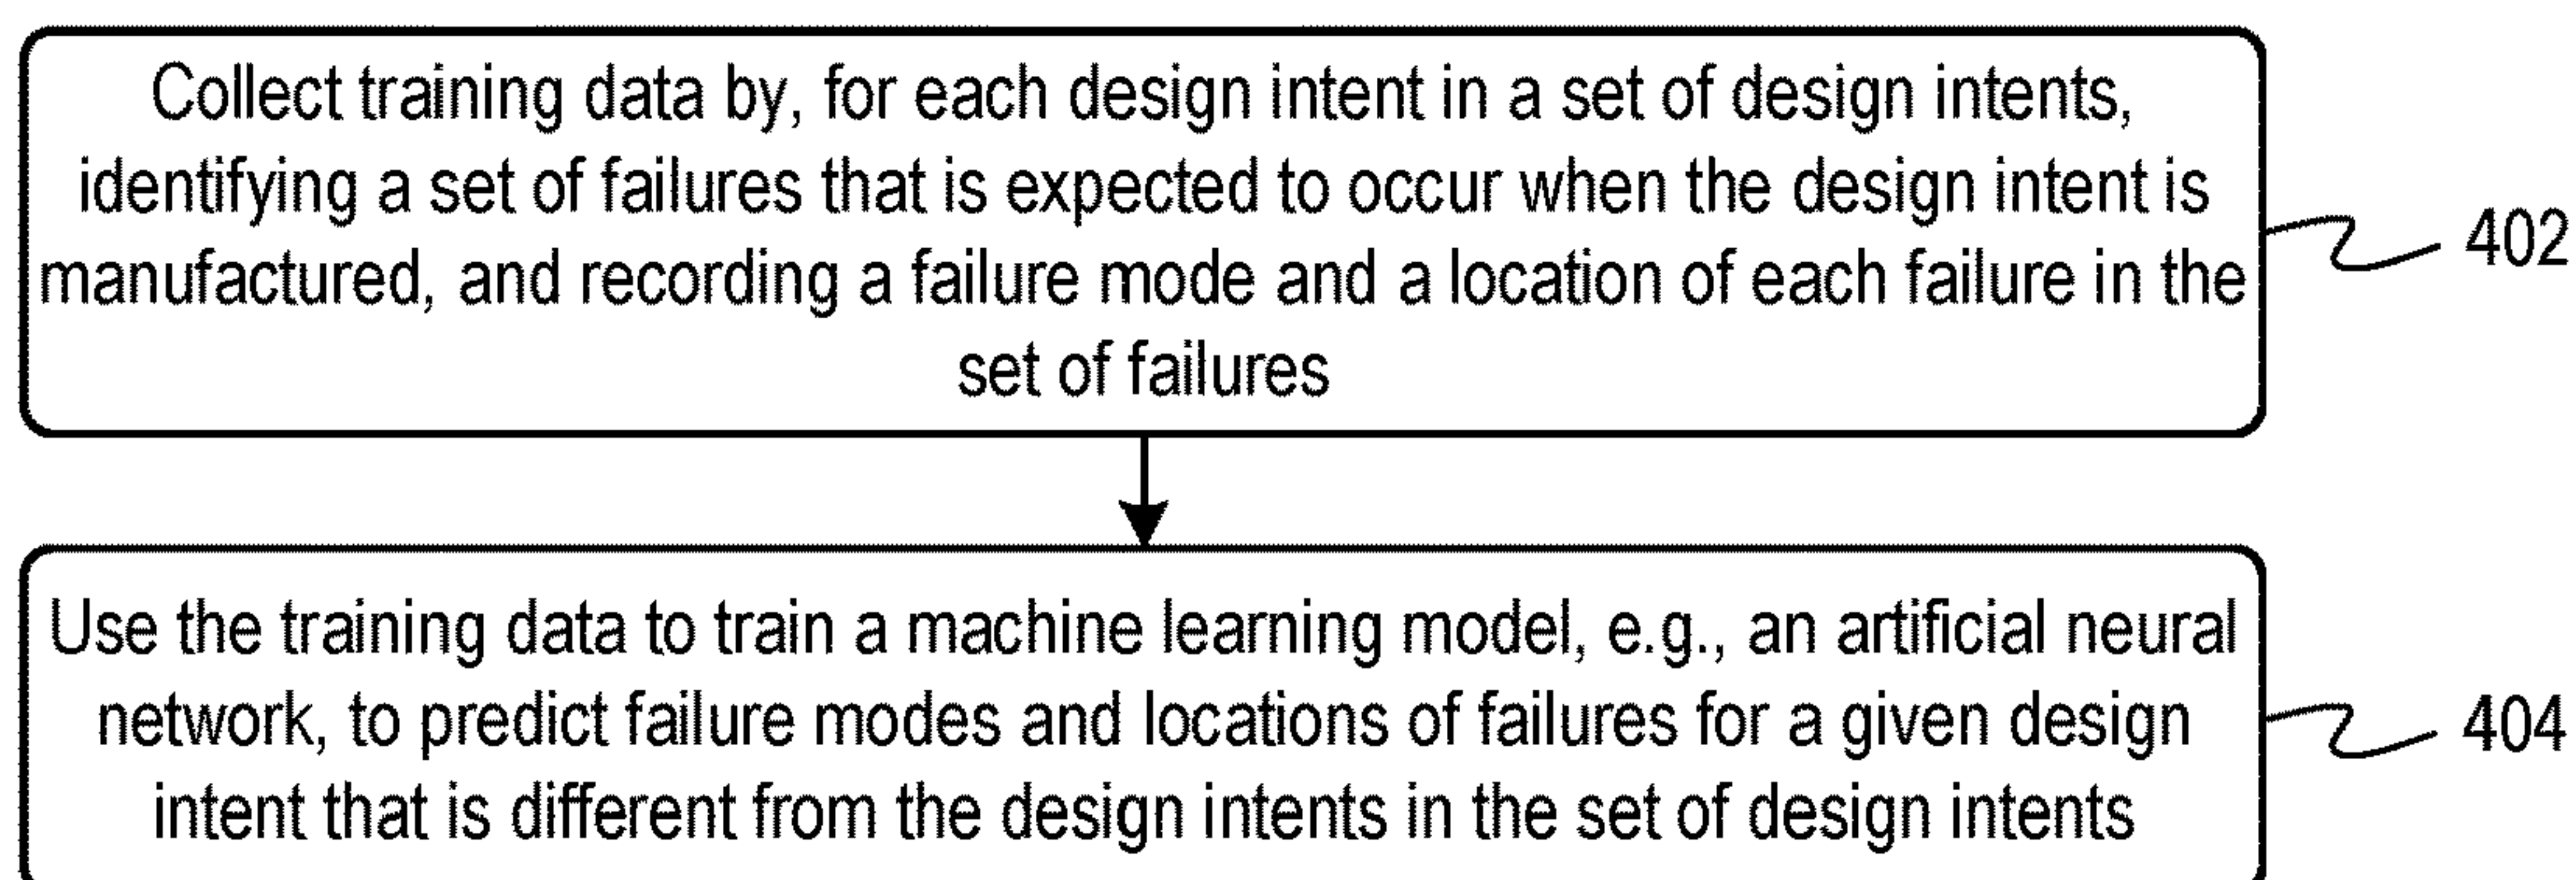 Collect training data by, for each design intent in a set of design intents,
identifying a set of failures that is expected to occur when the design intent is
manufactured, and recording a failure mode and a location of each failure in the
set of failures
402
Use the training data to train a machine learning model, e.g., an artificial neural
network, to predict failure modes and locations of failures for a given design
intent that is different from the design intents in the set of design intents
404